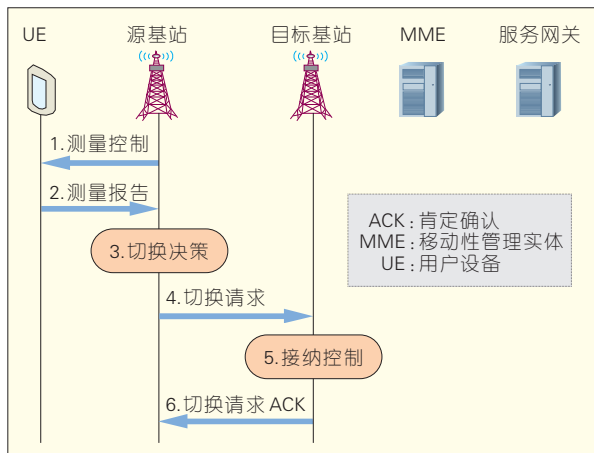 UE 源基站 目标基站 MME 服务网关
1.测量控制
2.测量报告
3.切换决策
4.切换请求
5.接纳控制
6.切换请求 ACK
ACK：肯定确认
MME：移动性管理实体
UE：用户设备